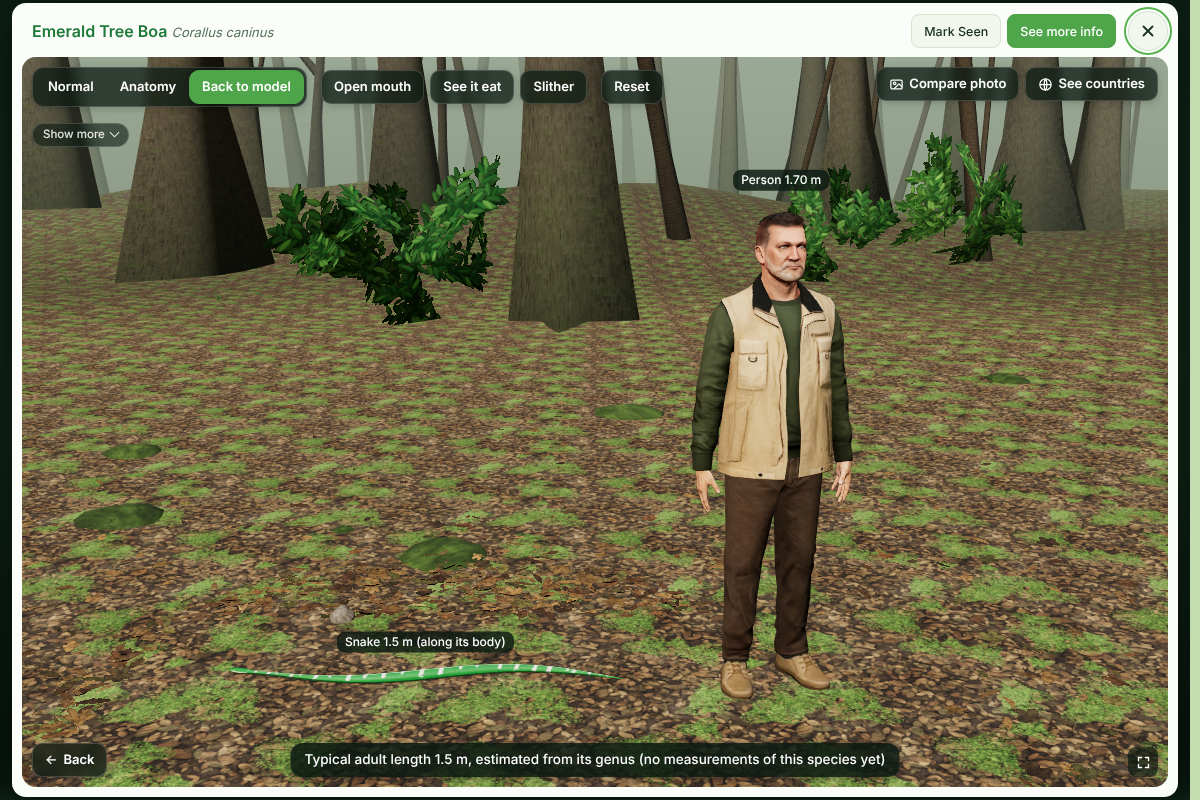 Emerald Tree Boa Corallus caninus
Mark Seen
See more info
Normal
Anatomy
Back to model
Open mouth
See it eat
Slither
Reset
Compare photo
See countries
Show more
Person 1.70 m
Snake 1.5 m (along its body)
Back
Typical adult length 1.5 m, estimated from its genus (no measurements of this species yet)